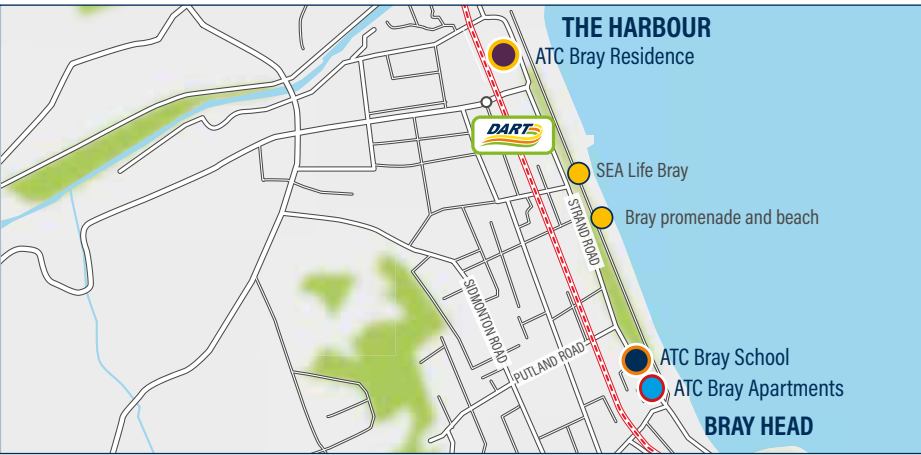 THE HARBOUR
ATC Bray Residence
DART
SEA Life Bray
Bray promenade and beach
STRAND ROAD
SIDMONTON ROAD
PUTLAND ROAD
ATC Bray School
ATC Bray Apartments
BRAY HEAD